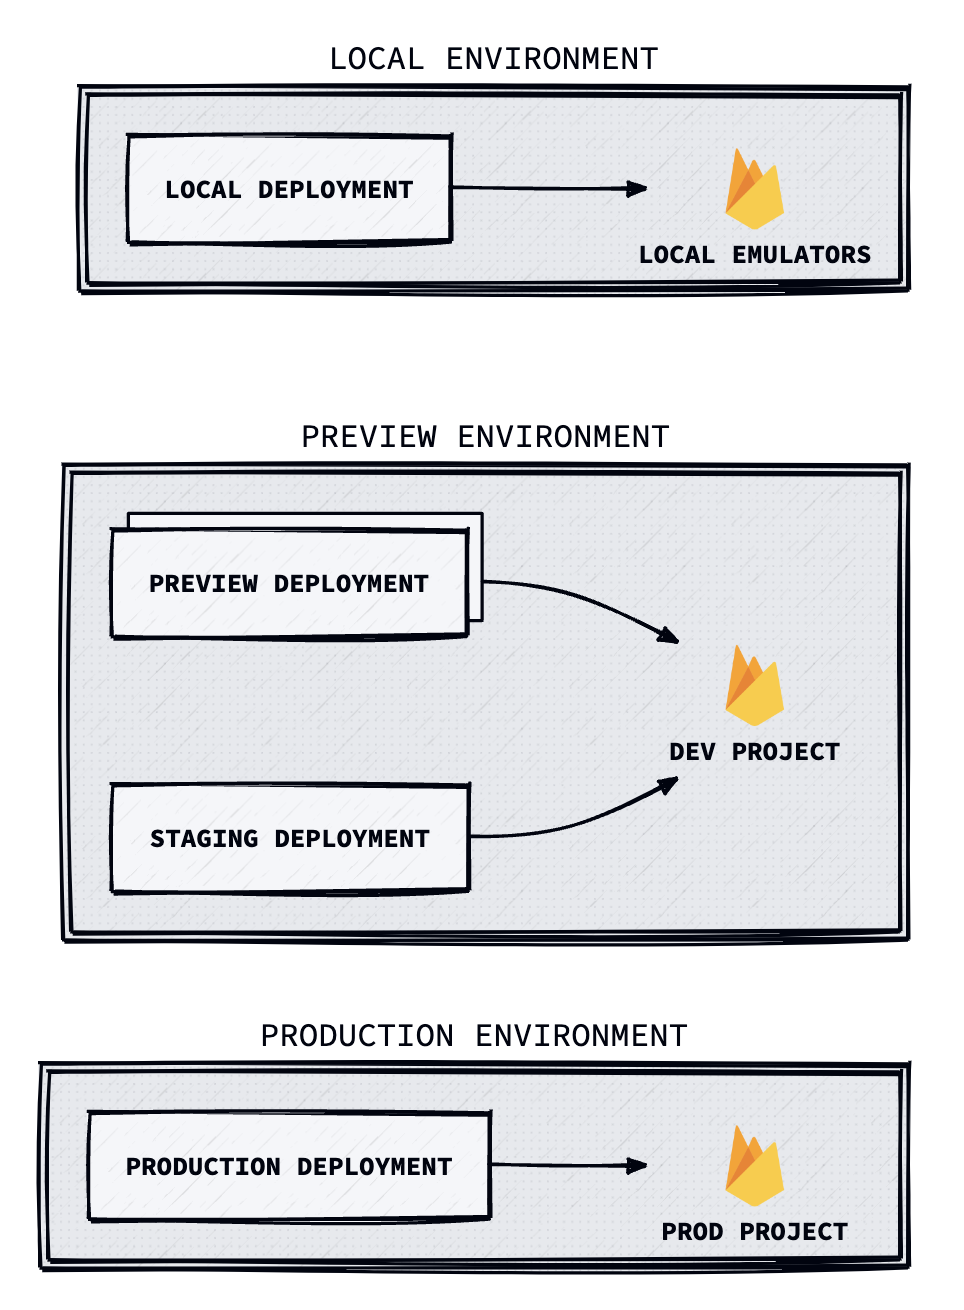 LOCAL ENVIRONMENT
LOCAL DEPLOYMENT
LOCAL EMULATORS
PREVIEW ENVIRONMENT
PREVIEW DEPLOYMENT
DEV PROJECT
STAGING DEPLOYMENT
PRODUCTION ENVIRONMENT
PRODUCTION DEPLOYMENT
PROD PROJECT